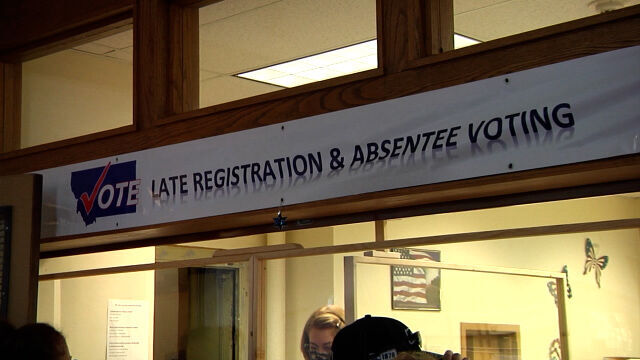 VOTE LATE REGISTRATION & ABSENTEE VOTING